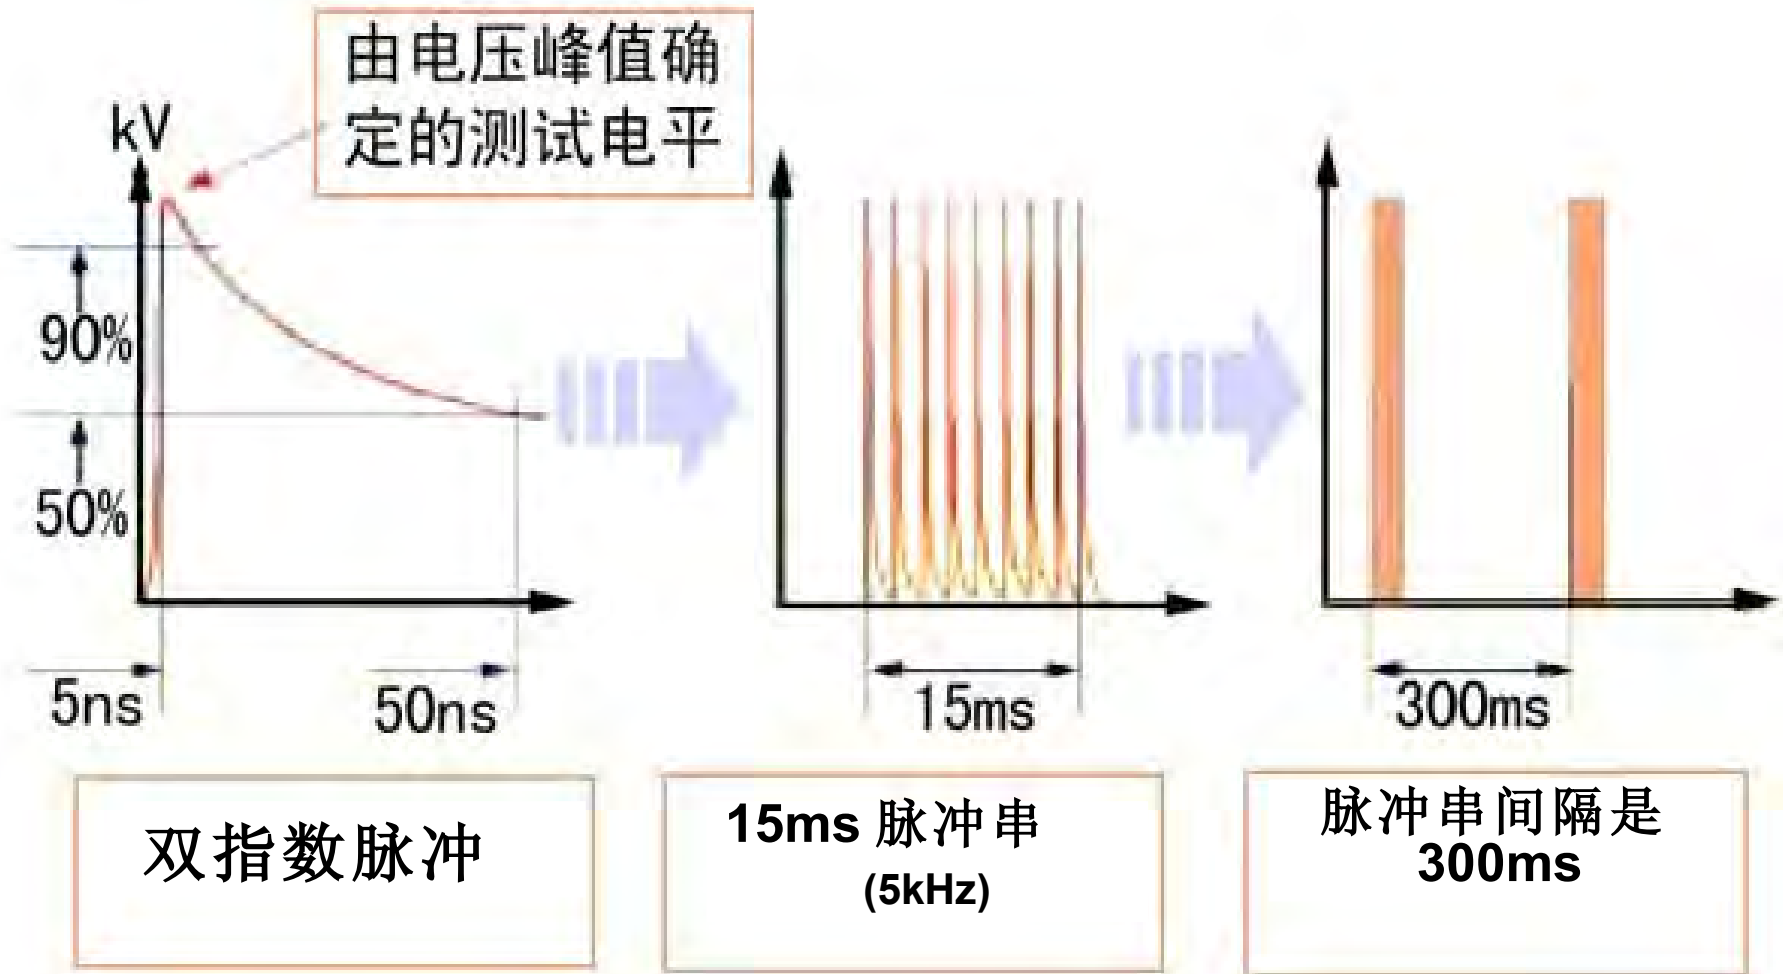 由电压峰值确
定的测试电平
kV
90%
50%
5ns
50ns
15ms
300ms
双指数脉冲
15ms 脉冲串
(5kHz)
脉冲串间隔是
300ms